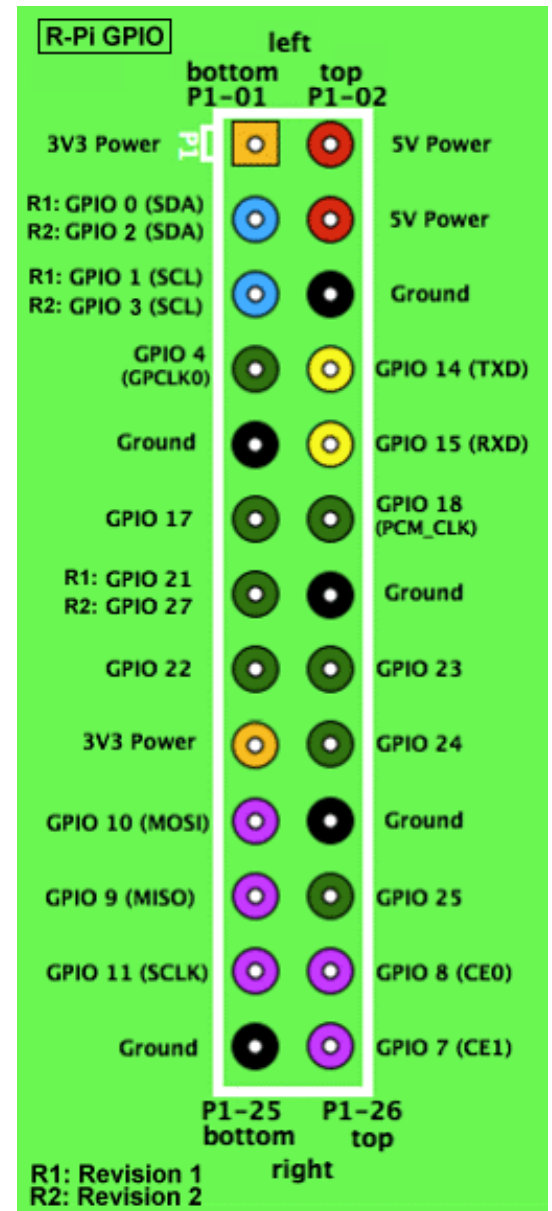 R-Pi GPIO
left
bottom top
P1-01 P1-02
3V3 Power P1 5V Power
R1: GPIO 0 (SDA)
R2: GPIO 2 (SDA) 5V Power
R1: GPIO 1 (SCL)
R2: GPIO 3 (SCL) Ground
GPIO 4
(GPCLK0) GPIO 14 (TXD)
Ground GPIO 15 (RXD)
GPIO 17 GPIO 18
(PCM_CLK)
R1: GPIO 21
R2: GPIO 27 Ground
GPIO 22 GPIO 23
3V3 Power GPIO 24
GPIO 10 (MOSI) Ground
GPIO 9 (MISO) GPIO 25
GPIO 11 (SCLK) GPIO 8 (CE0)
Ground GPIO 7 (CE1)
P1-25 P1-26
bottom top
right
R1: Revision 1
R2: Revision 2